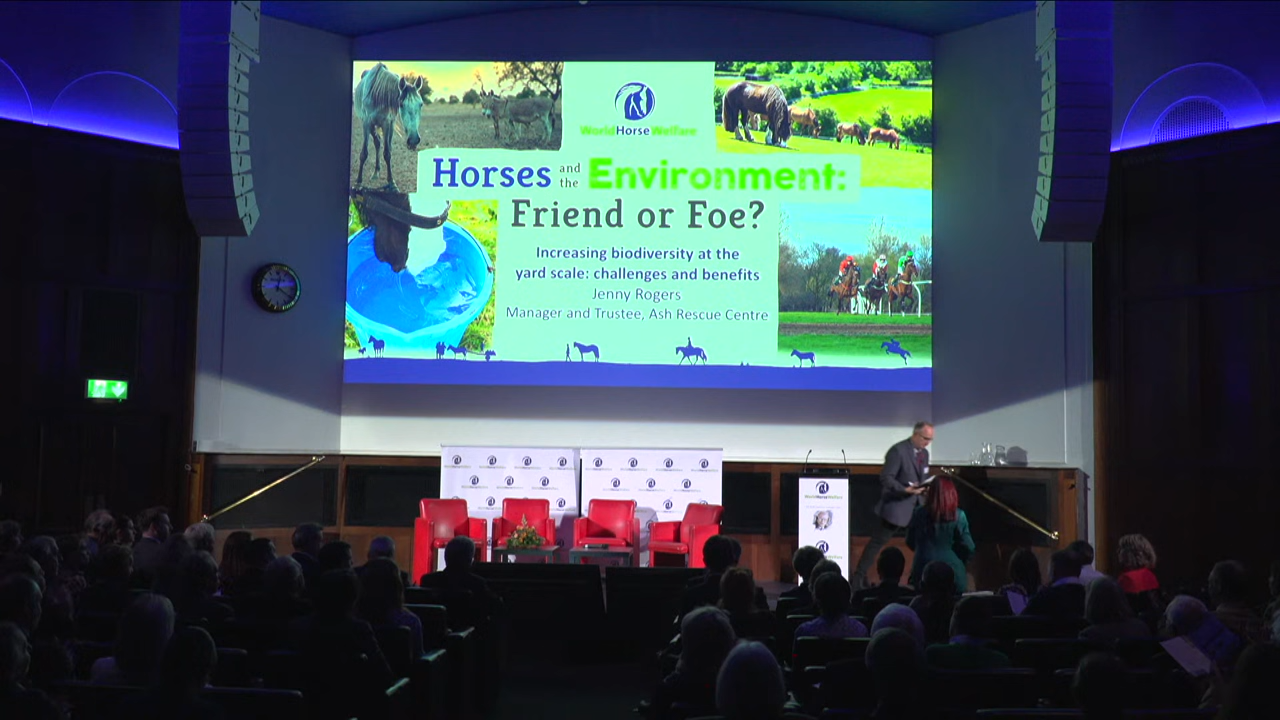 World Horse Welfare
Horses and the Environment:
Friend or Foe?
Increasing biodiversity at the
yard scale: challenges and benefits
Jenny Rogers
Manager and Trustee, Ash Rescue Centre
WorldHorseWelfare